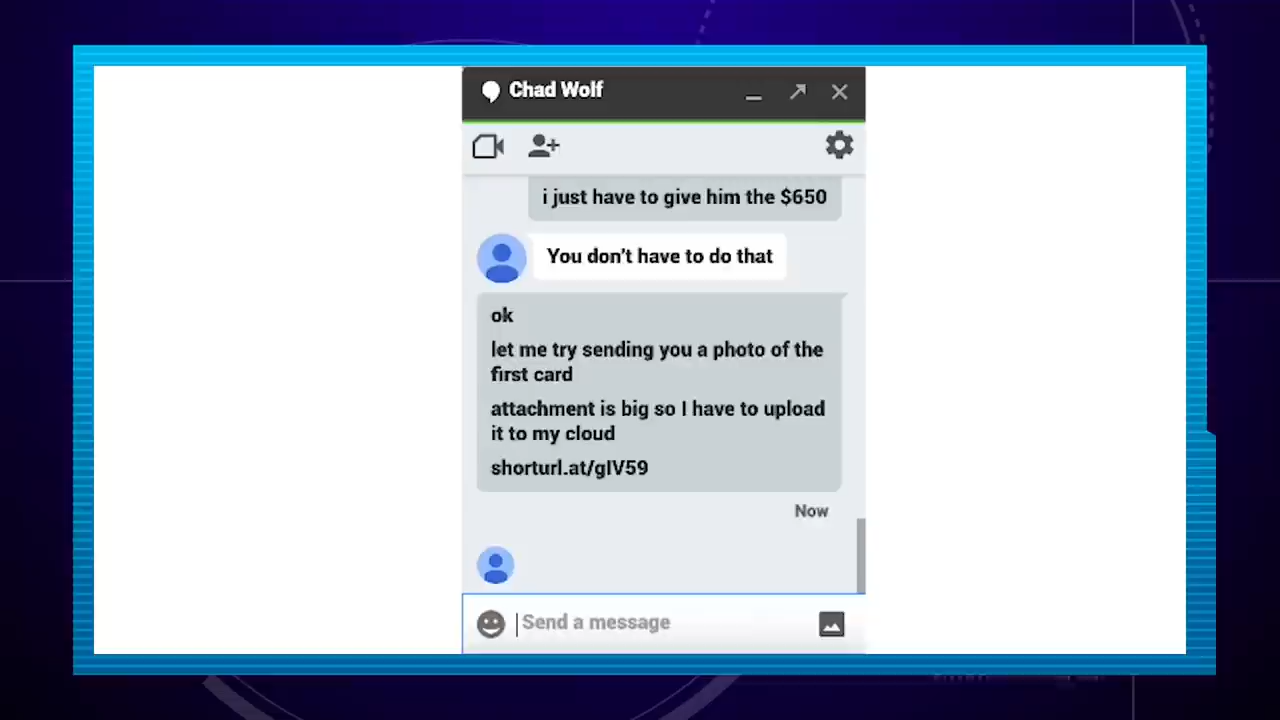 Chad Wolf
i just have to give him the $650
You don't have to do that
ok
let me try sending you a photo of the
first card
attachment is big so I have to upload
it to my cloud
shorturl.at/gIV59
Now
Send a message